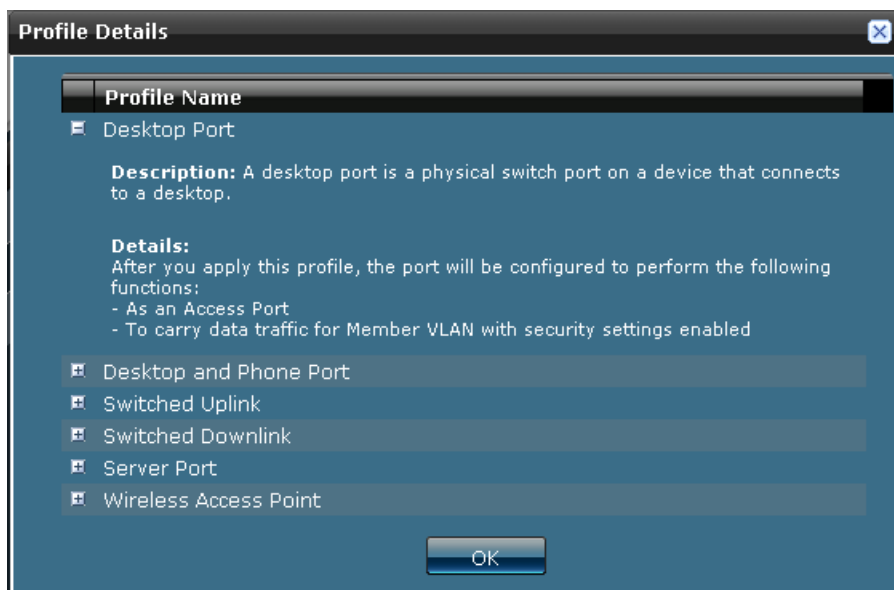 Profile Details
Profile Name
Desktop Port
Description: A desktop port is a physical switch port on a device that connects
to a desktop.
Details:
After you apply this profile, the port will be configured to perform the following
functions:
- As an Access Port
- To carry data traffic for Member VLAN with security settings enabled
Desktop and Phone Port
Switched Uplink
Switched Downlink
Server Port
Wireless Access Point
OK